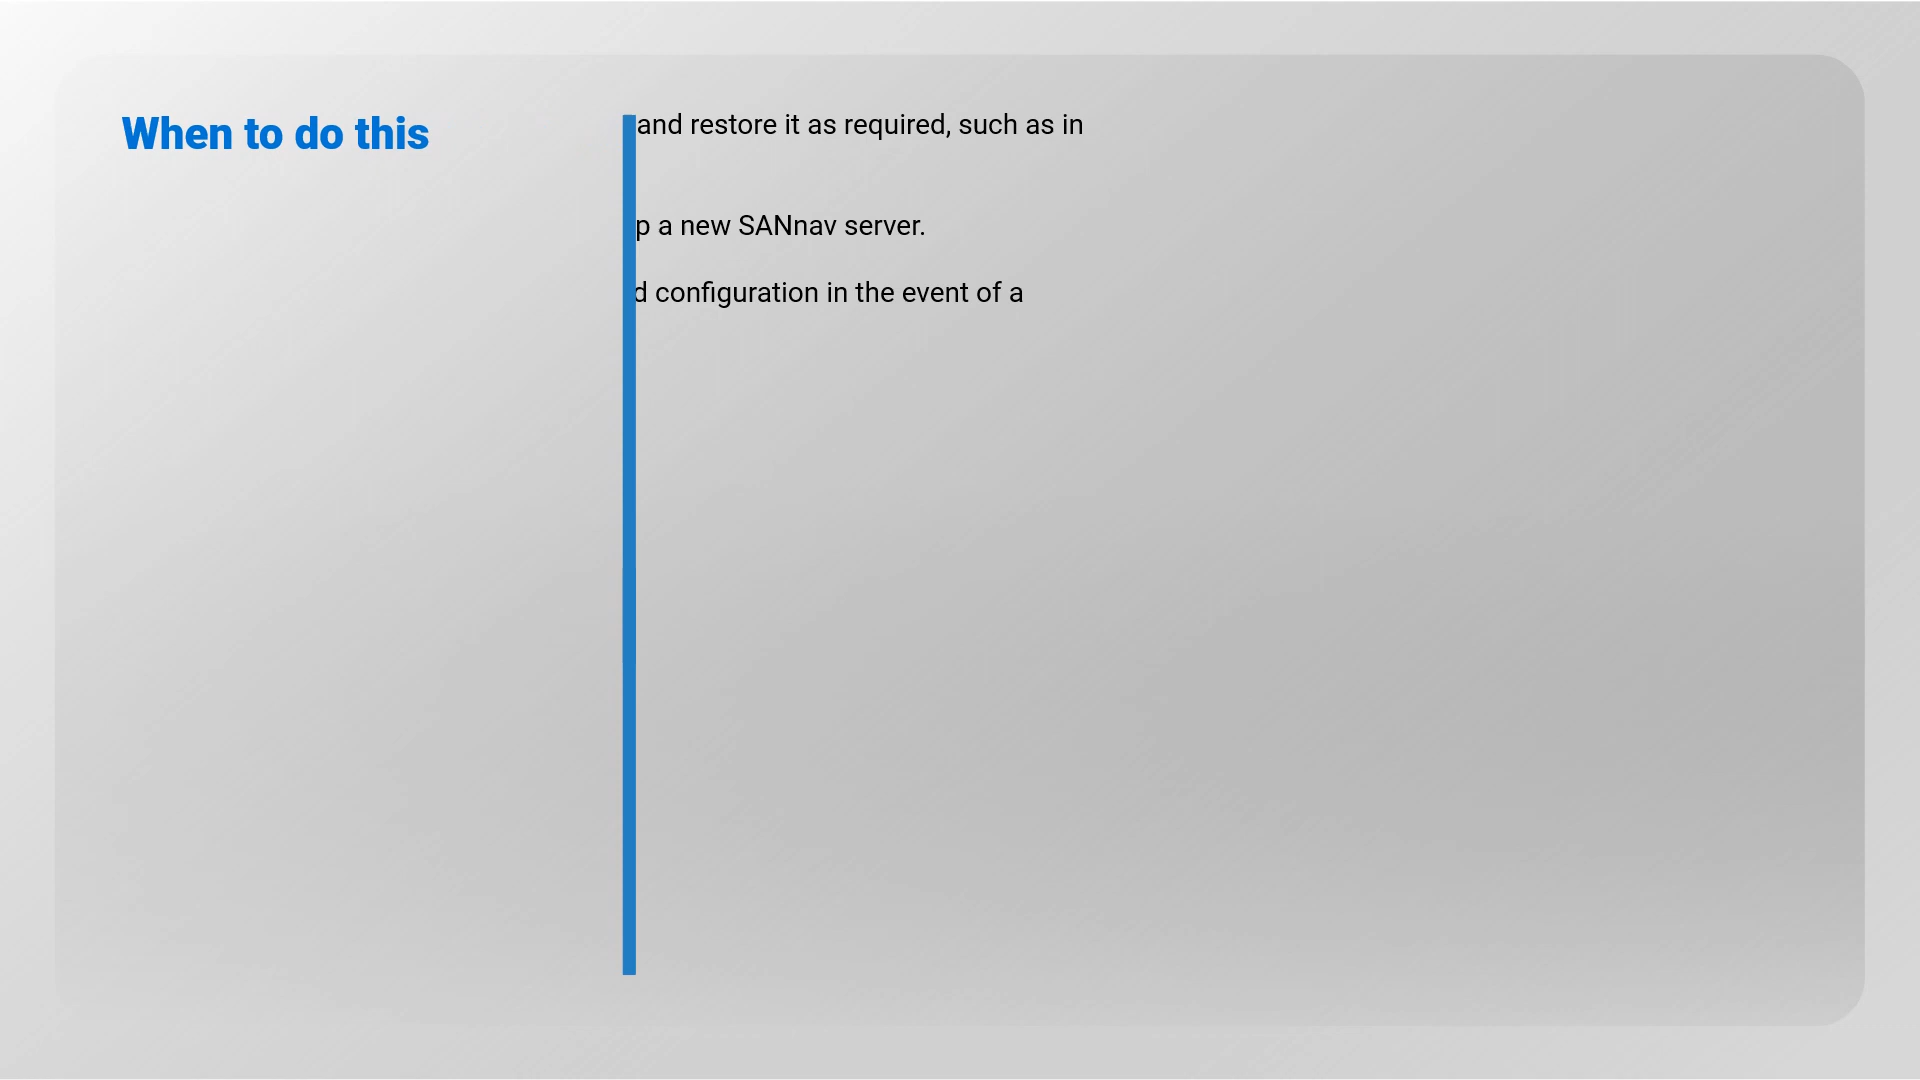 When to do this
and restore it as required, such as in
p a new SANnav server.
d configuration in the event of a